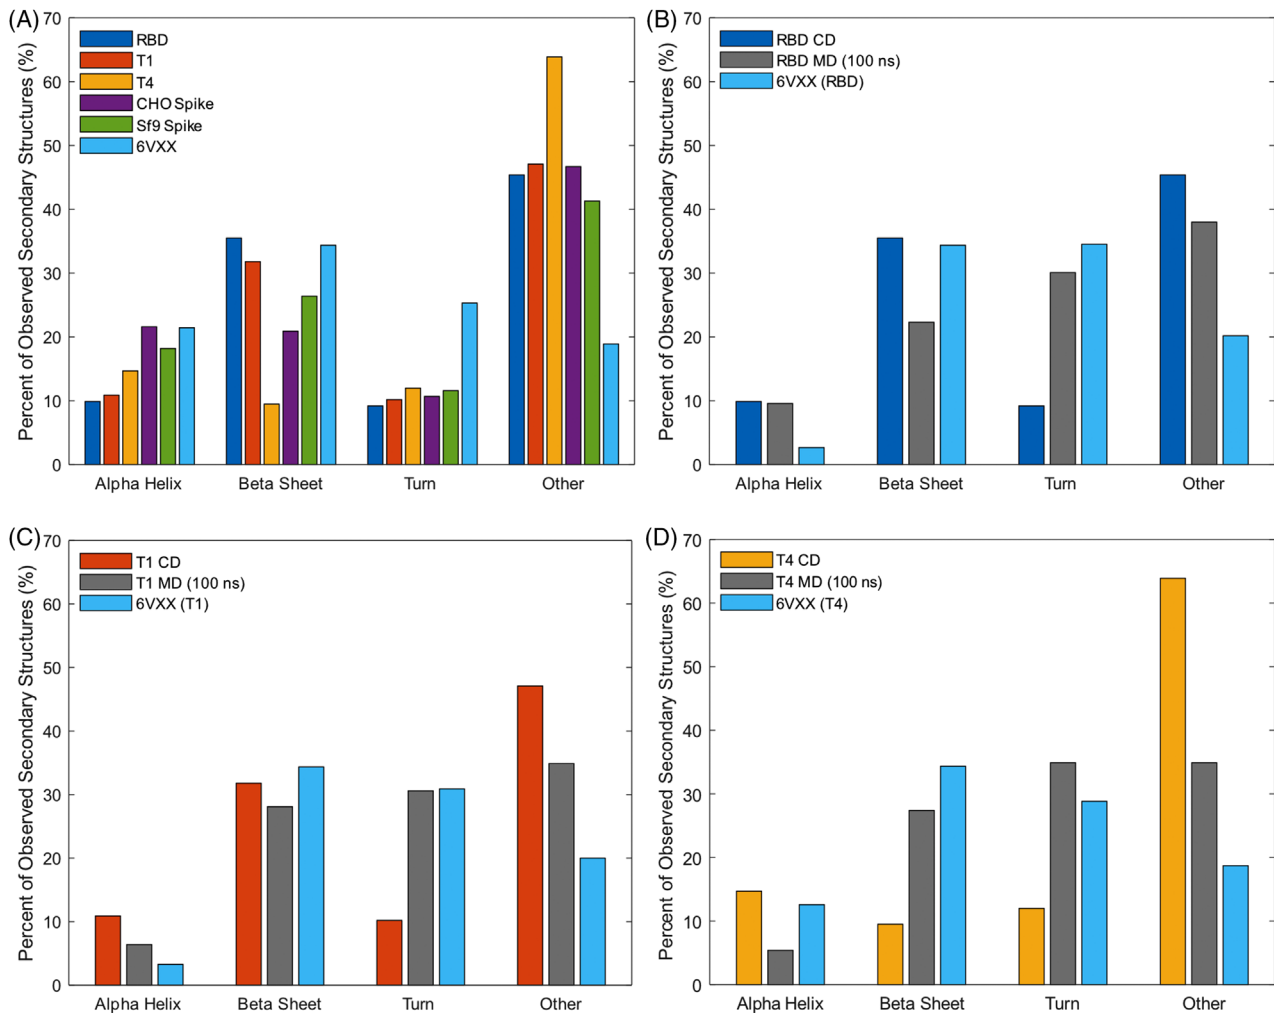 (A)
Percent of Observed Secondary Structures (%)
70
60
50
40
30
20
10
0
RBD
T1
T4
CHO Spike
Sf9 Spike
6VXX
Alpha Helix Beta Sheet Turn Other
(B)
Percent of Observed Secondary Structures (%)
70
60
50
40
30
20
10
0
RBD CD
RBD MD (100 ns)
6VXX (RBD)
Alpha Helix Beta Sheet Turn Other
(C)
Percent of Observed Secondary Structures (%)
70
60
50
40
30
20
10
0
T1 CD
T1 MD (100 ns)
6VXX (T1)
Alpha Helix Beta Sheet Turn Other
(D)
Percent of Observed Secondary Structures (%)
70
60
50
40
30
20
10
0
T4 CD
T4 MD (100 ns)
6VXX (T4)
Alpha Helix Beta Sheet Turn Other